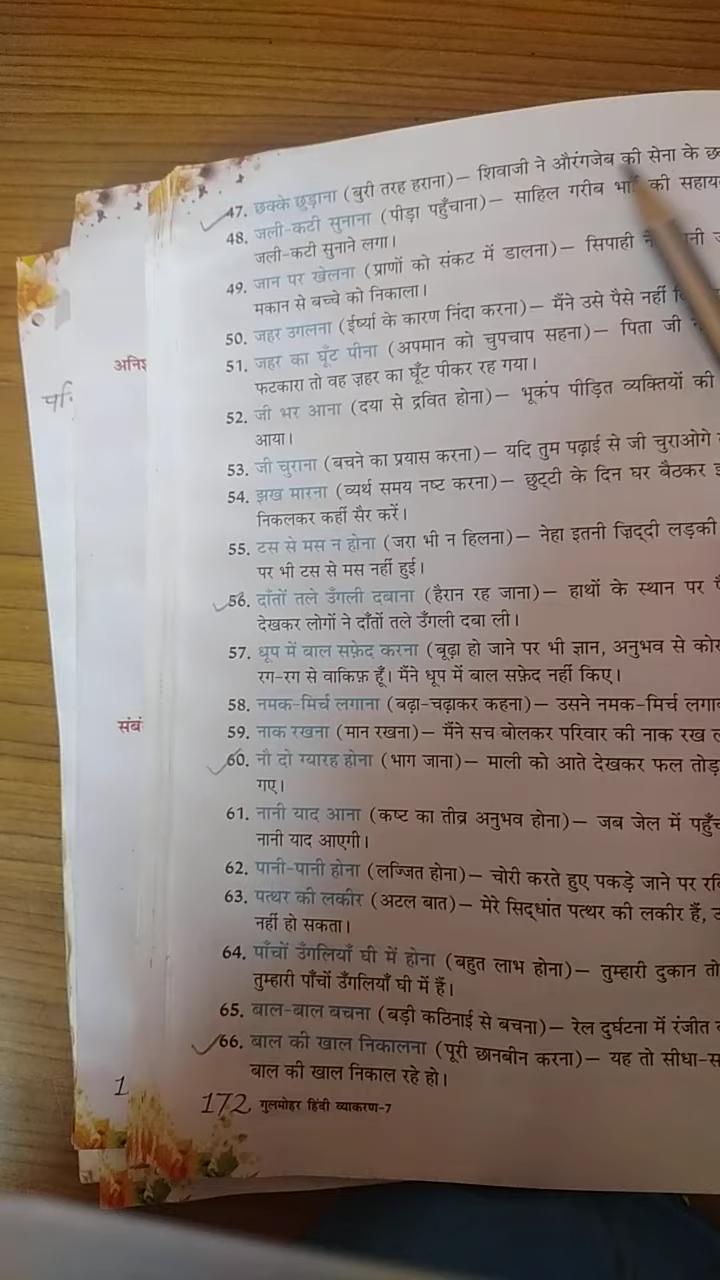 47. छक्के छुड़ाना (बुरी तरह हराना)— शिवाजी ने औरंगजेब की सेना के
48. जली-कटी सुनाना (पीड़ा पहुँचाना)— साहिल गरीब भाई की
जली-कटी सुनाने लगा।
49. जान पर खेलना (प्राणों को संकट में डालना)— सिपाही
मकान से बच्चे को निकाला।
50. जहर उगलना (ईर्ष्या के कारण निंदा करना)— मैंने उसे पैसे नहीं
51. जहर का घूँट पीना (अपमान को चुपचाप सहना)— पिता जी
फटकारा तो वह ज़हर का घूँट पीकर रह गया।
52. जी भर आना (दया से द्रवित होना)— भूकंप पीड़ित व्यक्तियों की
आया।
53. जी चुराना (बचने का प्रयास करना)— यदि तुम पढ़ाई से जी चुराओगे
54. झख मारना (व्यर्थ समय नष्ट करना)— छुट्टी के दिन घर बैठकर
निकलकर कहीं सैर करें।
55. टस से मस न होना (जरा भी न हिलना)— नेहा इतनी ज़िद्दी लड़की
पर भी टस से मस नहीं हुई।
56. दाँतों तले उँगली दबाना (हैरान रह जाना)— हाथों के स्थान पर
देखकर लोगों ने दाँतों तले उँगली दबा ली।
57. धूप में बाल सफ़ेद करना (बूढ़ा हो जाने पर भी ज्ञान, अनुभव से
रग-रग से वाकिफ़ हूँ। मैंने धूप में बाल सफ़ेद नहीं किए।
58. नमक-मिर्च लगाना (बढ़ा-चढ़ाकर कहना)— उसने नमक-मिर्च
59. नाक रखना (मान रखना)— मैंने सच बोलकर परिवार की नाक रख
60. नौ दो ग्यारह होना (भाग जाना)— माली को आते देखकर फल
गए।
61. नानी याद आना (कष्ट का तीव्र अनुभव होना)— जब जेल में
नानी याद आएगी।
62. पानी-पानी होना (लज्जित होना)— चोरी करते हुए पकड़े जाने पर
63. पत्थर की लकीर (अटल बात)— मेरे सिद्धांत पत्थर की लकीर हैं,
नहीं हो सकता।
64. पाँचों उँगलियाँ घी में होना (बहुत लाभ होना)— तुम्हारी दुकान तो
तुम्हारी पाँचों उँगलियाँ घी में हैं।
65. बाल-बाल बचना (बड़ी कठिनाई से बचना)— रेल दुर्घटना में रंजीत
66. बाल की खाल निकालना (पूरी छानबीन करना)— यह तो
बाल की खाल निकाल रहे हो।
172 गुलमोहर हिंदी व्याकरण-7
1